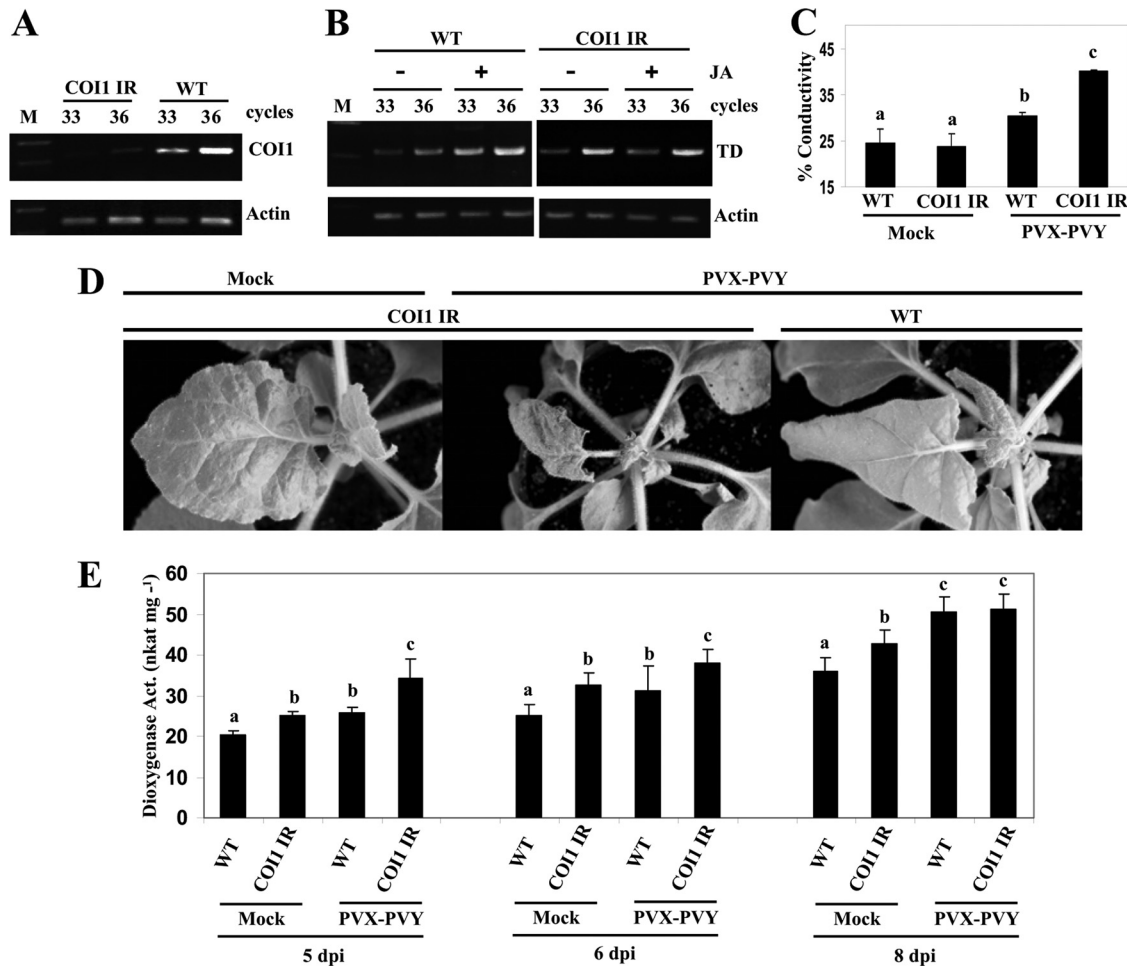 A
COI1 IR WT
M 33 36 33 36 cycles
COI1
Actin
B
WT COI1 IR
- + - + JA
M 33 36 33 36 33 36 33 36 cycles
TD
Actin
C
% Conductivity
45
35
25
15
a a b c
WT COI1 IR WT COI1 IR
Mock PVX-PVY
D
Mock PVX-PVY
COI1 IR WT
E
Dioxygenase Act. (nkat mg -1)
60
50
40
30
20
10
0
a b b c a b b c a b c c
WT COI1 IR WT COI1 IR WT COI1 IR WT COI1 IR WT COI1 IR WT COI1 IR
Mock PVX-PVY Mock PVX-PVY Mock PVX-PVY
5 dpi 6 dpi 8 dpi